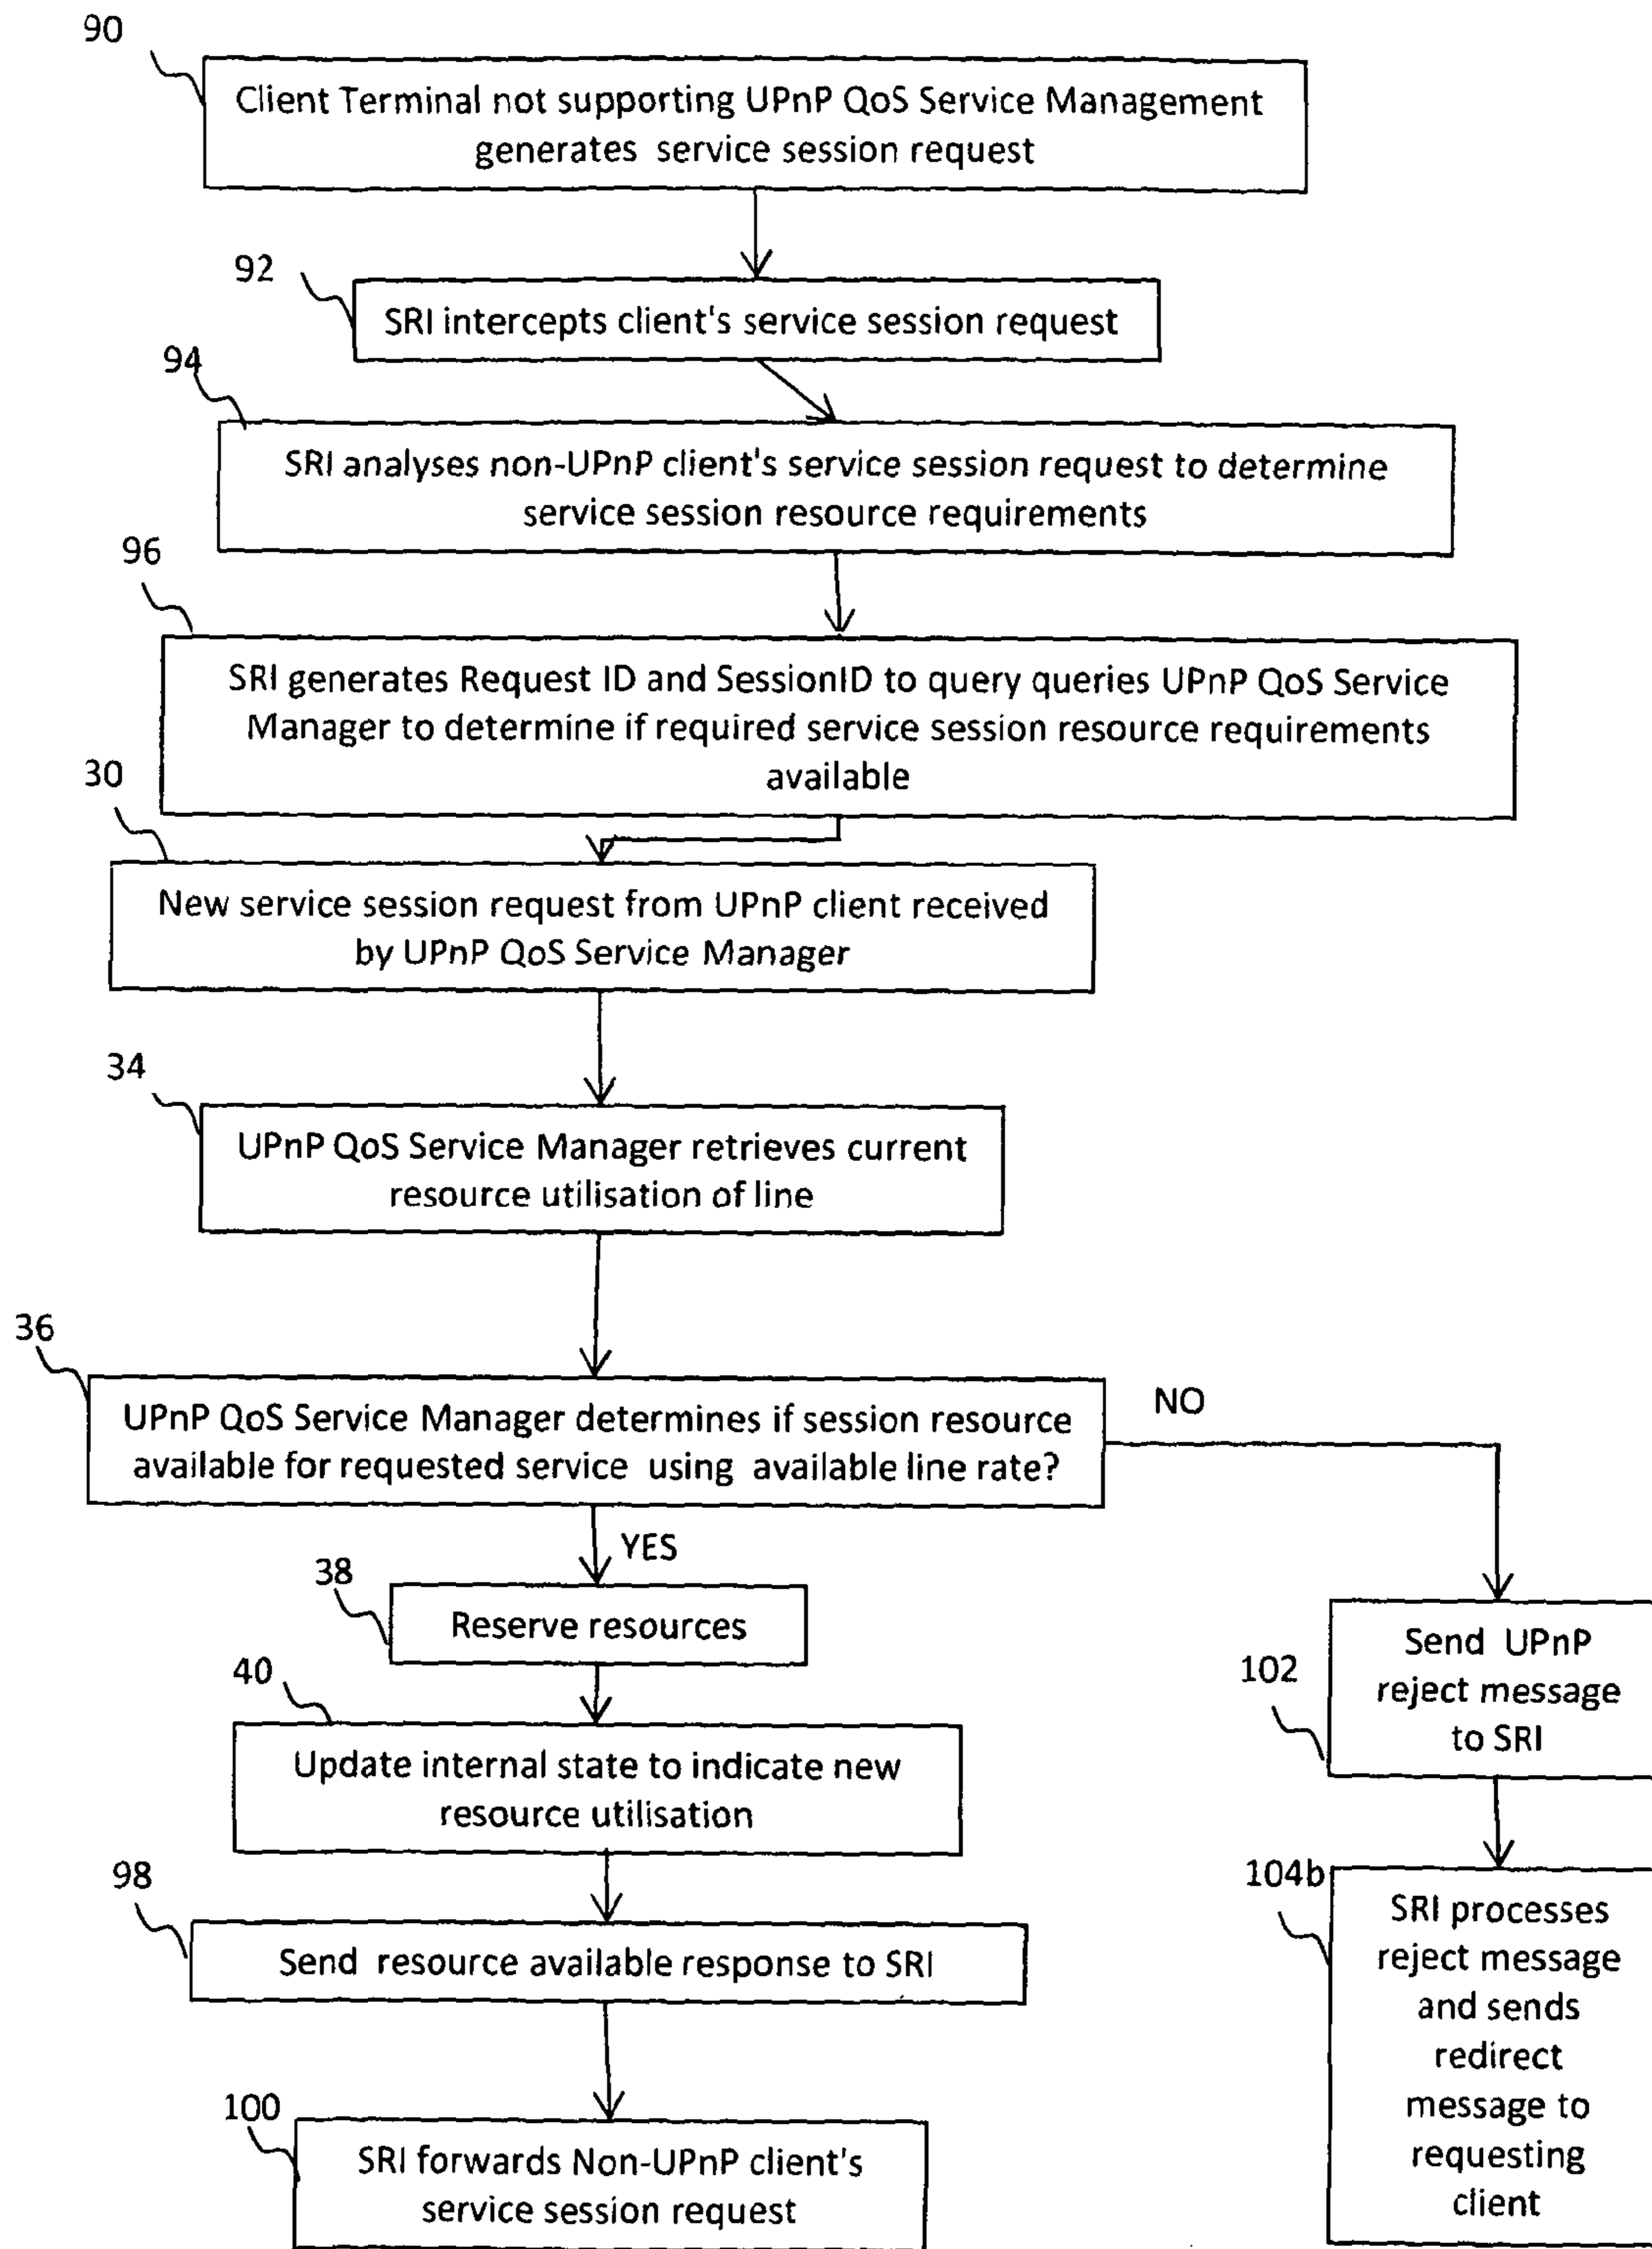 90
Client Terminal not supporting UPnP QoS Service Management
generates service session request
92
SRI intercepts client's service session request
94
SRI analyses non-UPnP client's service session request to determine
service session resource requirements
96
SRI generates Request ID and SessionID to query queries UPnP QoS Service
Manager to determine if required service session resource requirements
available
30
New service session request from UPnP client received
by UPnP QoS Service Manager
34
UPnP QoS Service Manager retrieves current
resource utilisation of line
36
UPnP QoS Service Manager determines if session resource
available for requested service using available line rate?
NO
YES
38
Reserve resources
40
Update internal state to indicate new
resource utilisation
98
Send resource available response to SRI
100
SRI forwards Non-UPnP client's
service session request
102
Send UPnP
reject message
to SRI
104b
SRI processes
reject message
and sends
redirect
message to
requesting
client